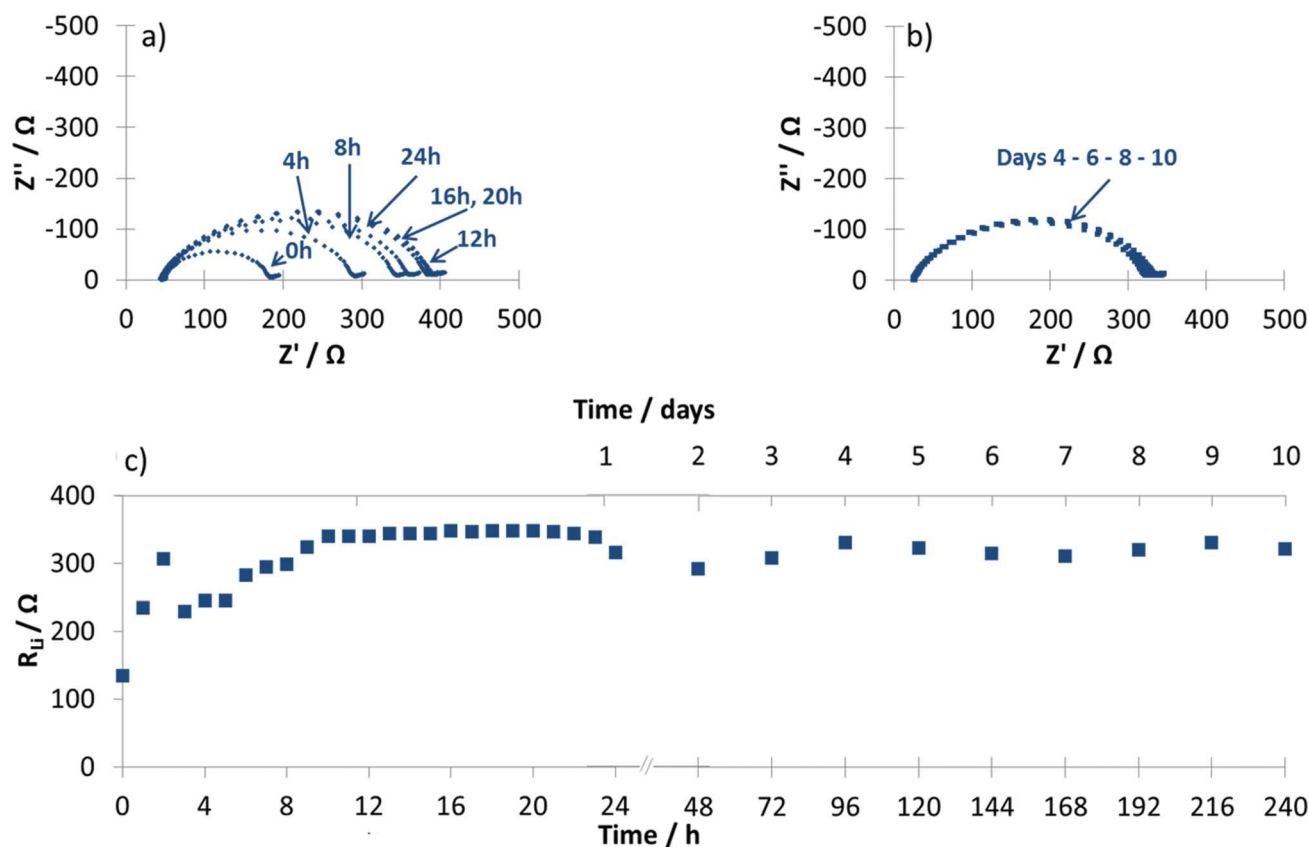 a)
-500
-400
-300
-200
-100
0
Z'' / Ω
0h
4h
8h
24h
16h, 20h
12h
0 100 200 300 400 500
Z' / Ω
b)
-500
-400
-300
-200
-100
0
Z'' / Ω
Days 4 - 6 - 8 - 10
0 100 200 300 400 500
Z' / Ω
Time / days
c)
1 2 3 4 5 6 7 8 9 10
400
300
200
100
0
RLi / Ω
0 4 8 12 16 20 24 48 72 96 120 144 168 192 216 240
Time / h